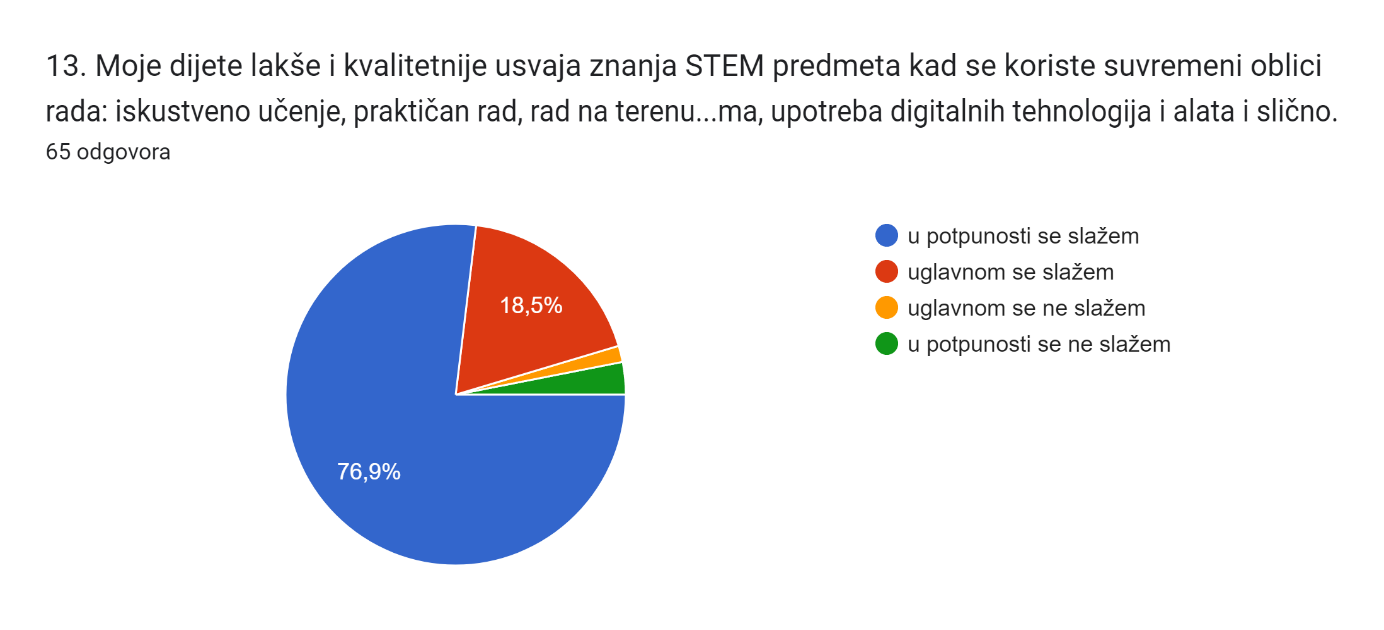 13. Moje dijete lakše i kvalitetnije usvaja znanja STEM predmeta kad se koriste suvremeni oblici
rada: iskustveno učenje, praktičan rad, rad na terenu...ma, upotreba digitalnih tehnologija i alata i slično.
65 odgovora
u potpunosti se slažem
uglavnom se slažem
uglavnom se ne slažem
u potpunosti se ne slažem
18,5%
76,9%